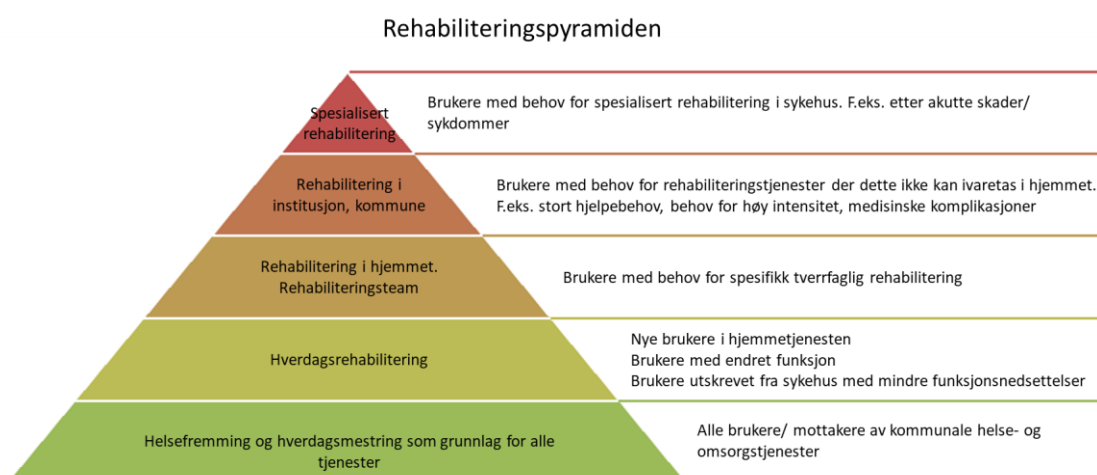 Rehabiliteringspyramiden
Spesialisert
rehabilitering
Brukere med behov for spesialisert rehabilitering i sykehus. F.eks. etter akutte skader/
sykdommer
Rehabilitering i
institusjon, kommune
Brukere med behov for rehabiliteringstjenester der dette ikke kan ivaretas i hjemmet.
F.eks. stort hjelpebehov, behov for høy intensitet, medisinske komplikasjoner
Rehabilitering i hjemmet.
Rehabiliteringsteam
Brukere med behov for spesifikk tverrfaglig rehabilitering
Hverdagsrehabilitering
Nye brukere i hjemmetjenesten
Brukere med endret funksjon
Brukere utskrevet fra sykehus med mindre funksjonsnedsettelser
Helsefremming og hverdagsmestring som grunnlag for alle
tjenester
Alle brukere/ mottakere av kommunale helse- og
omsorgstjenester